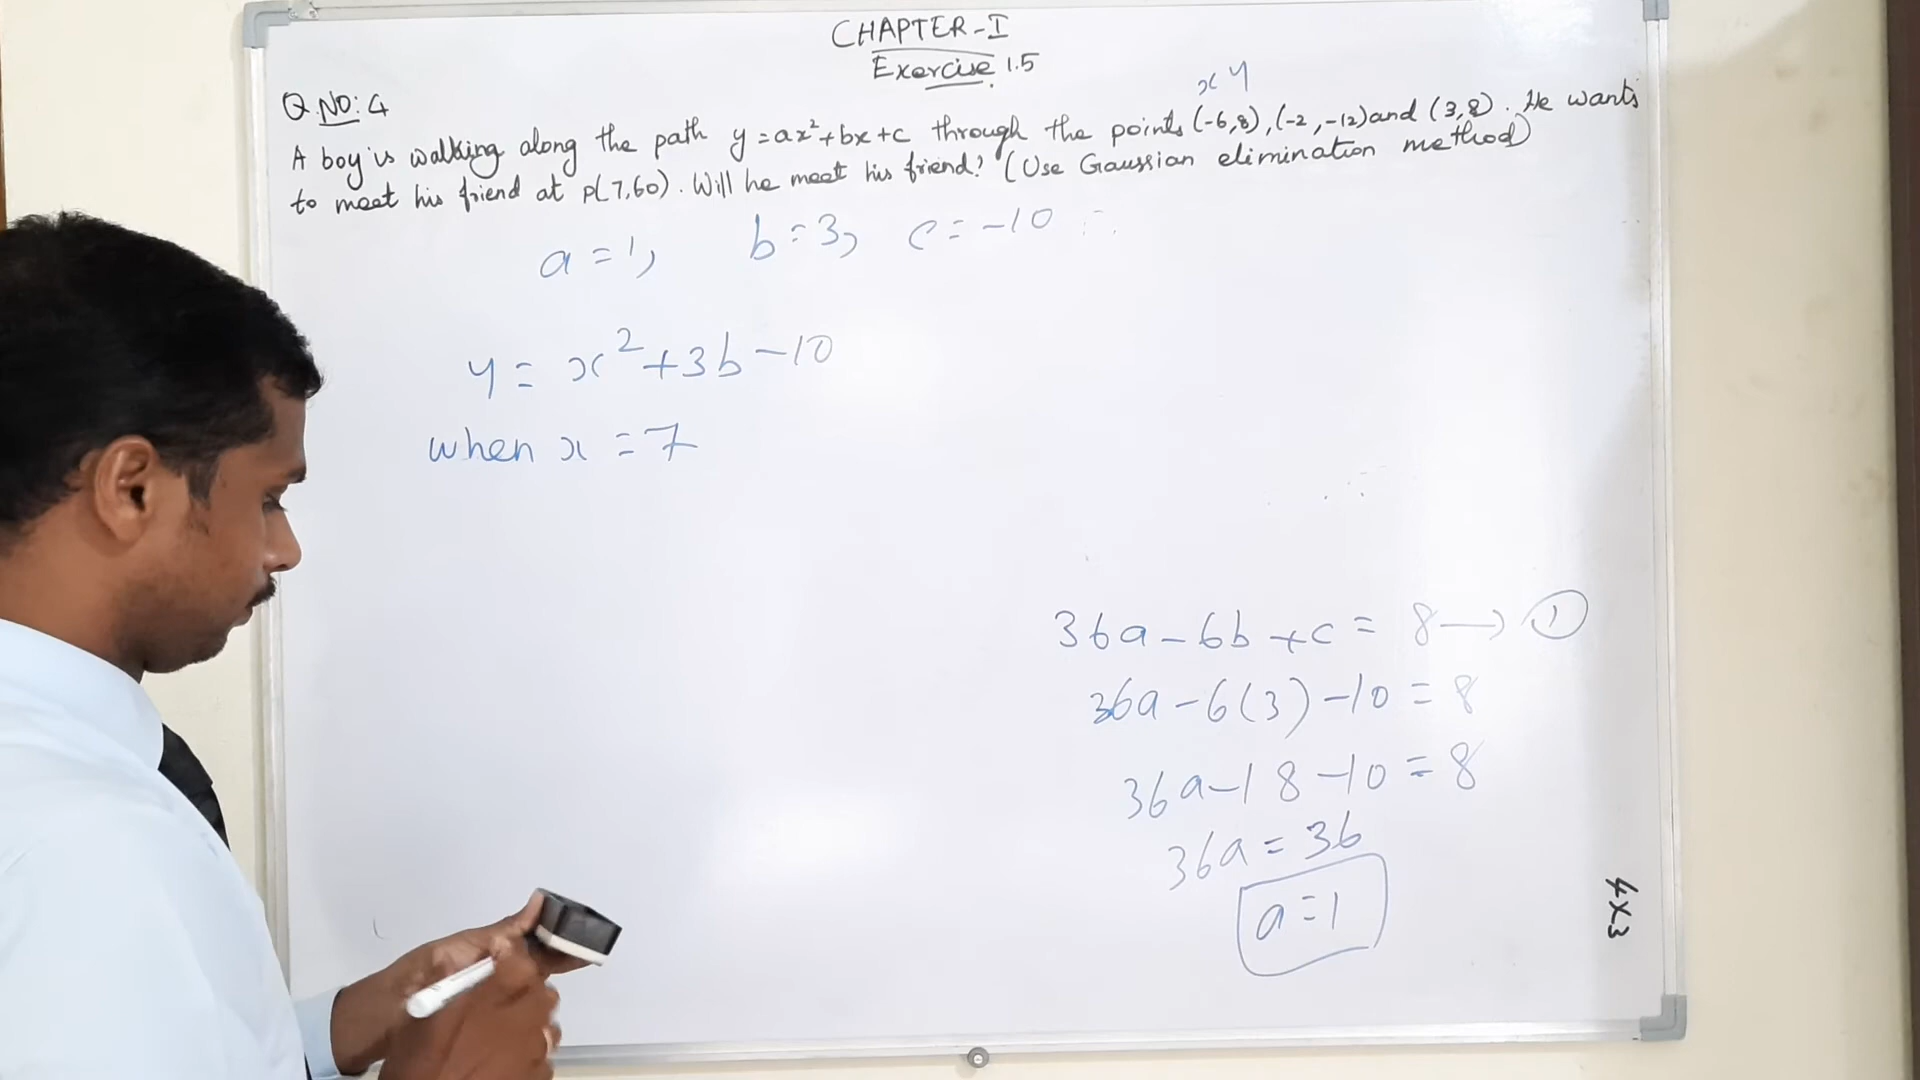 CHAPTER-I
Exercise 1.5
x y
Q.NO: 4
A boy is walking along the path y = ax²+bx+c through the points (-6,8), (-2,-12) and (3,8). He wants
to meet his friend at P(7,60). Will he meet his friend? (Use Gaussian elimination method)
a = 1, b = 3, c = -10
y = x²+3b-10
when x = 7
36a-6b+c = 8 → ①
36a-6(3)-10 = 8
36a-18-10 = 8
36a = 36
a = 1
4x3